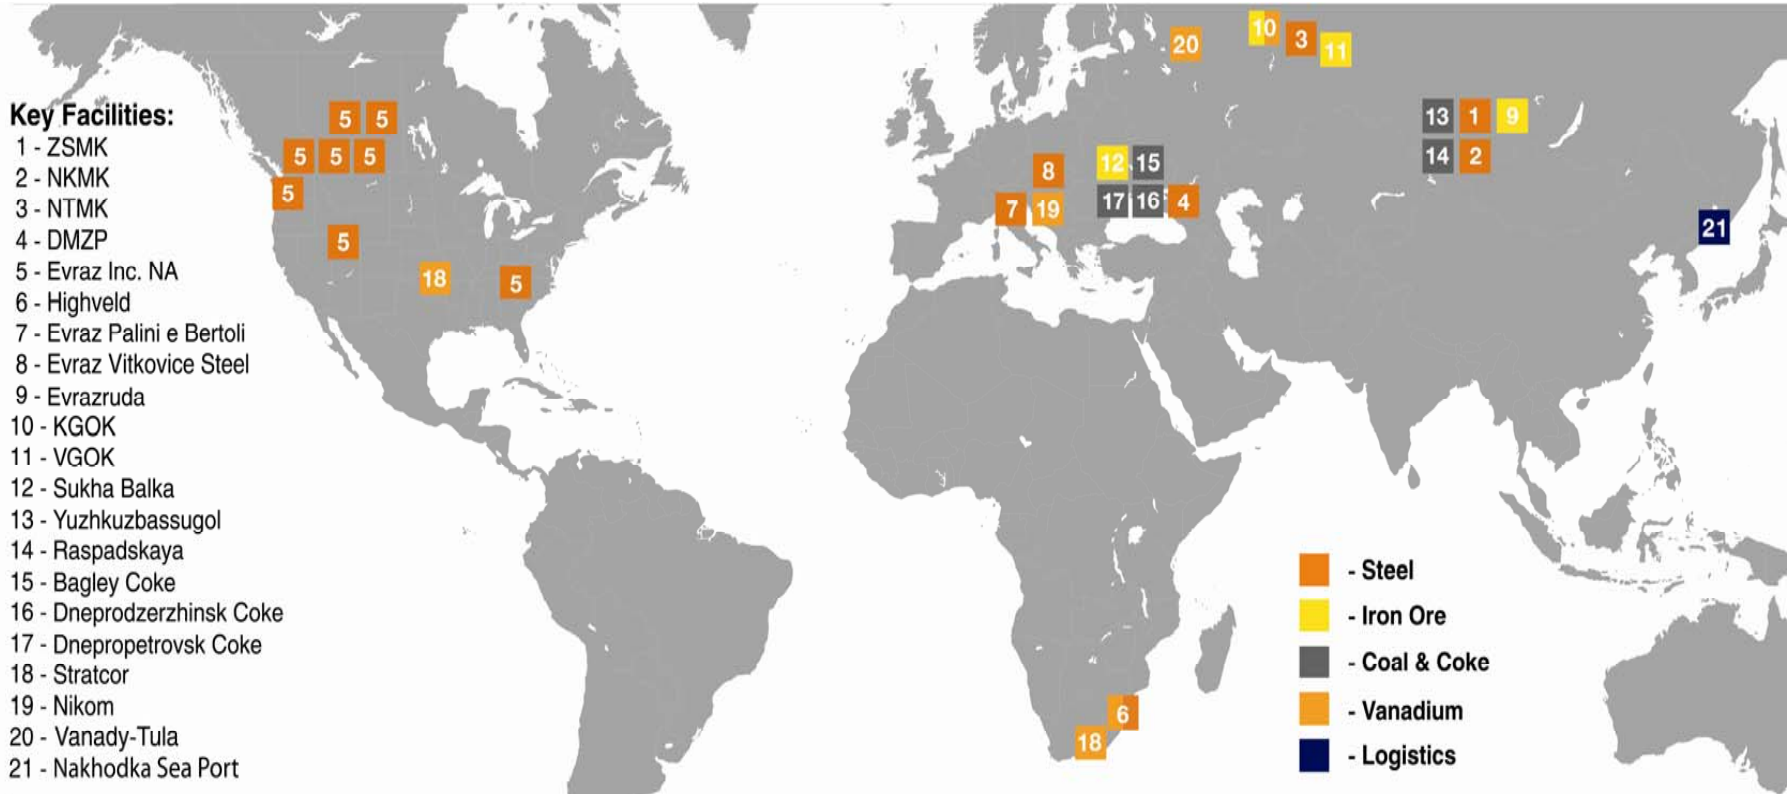 Key Facilities:
1 - ZSMK
2 - NKMK
3 - NTMK
4 - DMZP
5 - Evraz Inc. NA
6 - Highveld
7 - Evraz Palini e Bertoli
8 - Evraz Vitkovice Steel
9 - Evrazruda
10 - KGOK
11 - VGOK
12 - Sukha Balka
13 - Yuzhkuzbassugol
14 - Raspadskaya
15 - Bagley Coke
16 - Dneprodzerzhinsk Coke
17 - Dnepropetrovsk Coke
18 - Stratcor
19 - Nikom
20 - Vanady-Tula
21 - Nakhodka Sea Port
5 5
5 5 5
5
5
18 5
20 10 3 11
8 12 15
7 19 17 16 4
13 1 9
14 2
21
6
18
- Steel
- Iron Ore
- Coal & Coke
- Vanadium
- Logistics